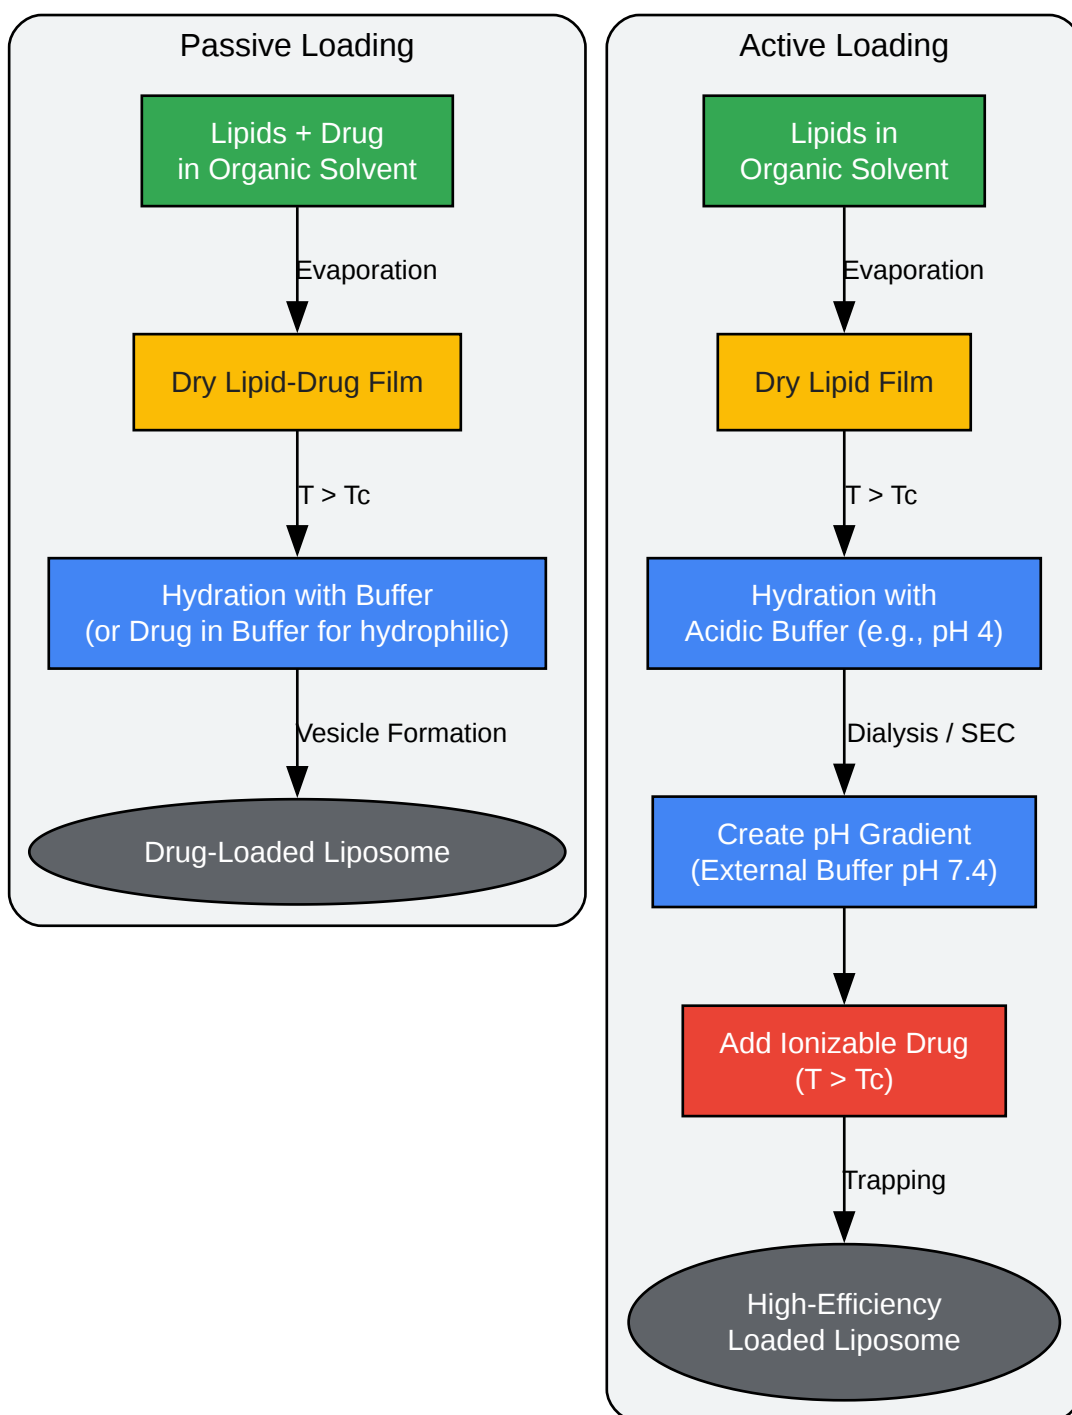 Passive Loading
Lipids + Drug
in Organic Solvent
Evaporation
Dry Lipid-Drug Film
T > Tc
Hydration with Buffer
(or Drug in Buffer for hydrophilic)
Vesicle Formation
Drug-Loaded Liposome
Active Loading
Lipids in
Organic Solvent
Evaporation
Dry Lipid Film
T > Tc
Hydration with
Acidic Buffer (e.g., pH 4)
Dialysis / SEC
Create pH Gradient
(External Buffer pH 7.4)
Add Ionizable Drug
(T > Tc)
Trapping
High-Efficiency
Loaded Liposome